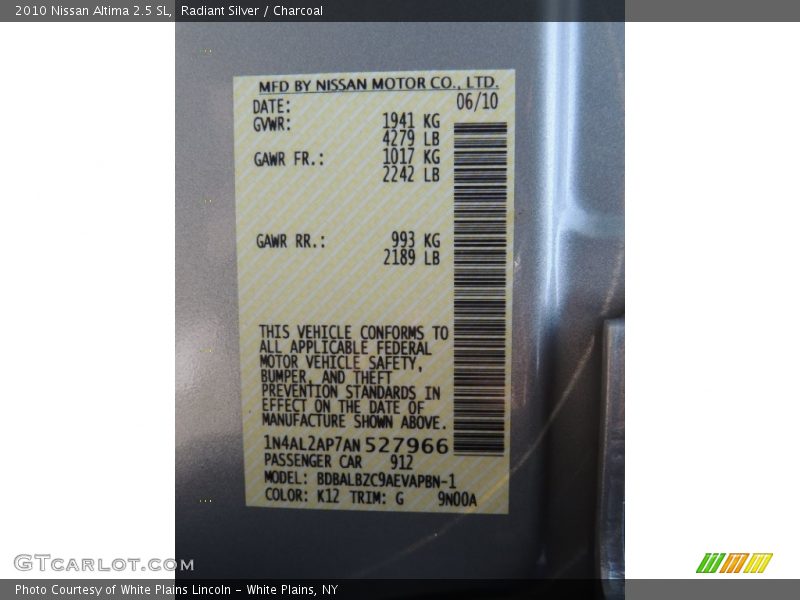 2010 Nissan Altima 2.5 SL, Radiant Silver / Charcoal
MFD BY NISSAN MOTOR CO., LTD.
DATE: 06/10
GVWR: 1941 KG
4279 LB
GAWR FR.: 1017 KG
2242 LB
GAWR RR.: 993 KG
2189 LB
THIS VEHICLE CONFORMS TO
ALL APPLICABLE FEDERAL
MOTOR VEHICLE SAFETY,
BUMPER, AND THEFT
PREVENTION STANDARDS IN
EFFECT ON THE DATE OF
MANUFACTURE SHOWN ABOVE.
1N4AL2AP7AN527966
PASSENGER CAR 912
MODEL: BDBALBZC9AEVAPBN-1
COLOR: K12 TRIM: G 9N00A
GTCARLOT.COM
Photo Courtesy of White Plains Lincoln - White Plains, NY